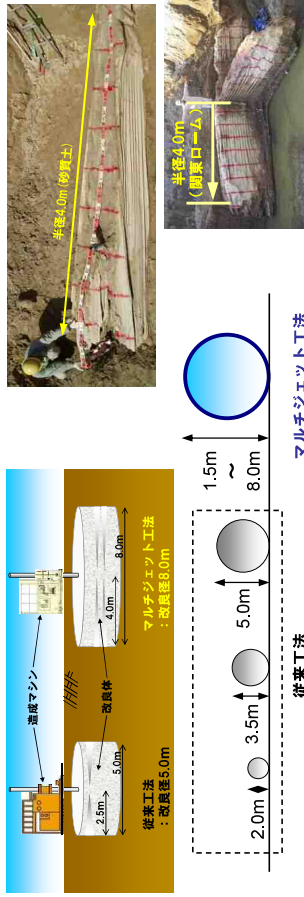 造成マシン
改良体
2.5m
5.0m
4.0m
8.0m
従来工法
：改良径5.0m
マルチジェット工法
：改良径8.0m
半径4.0m(砂質土)
半径4.0m
(関東ローム)
2.0m
3.5m
5.0m
1.5m
～
8.0m
従来工法
マルチジェット工法